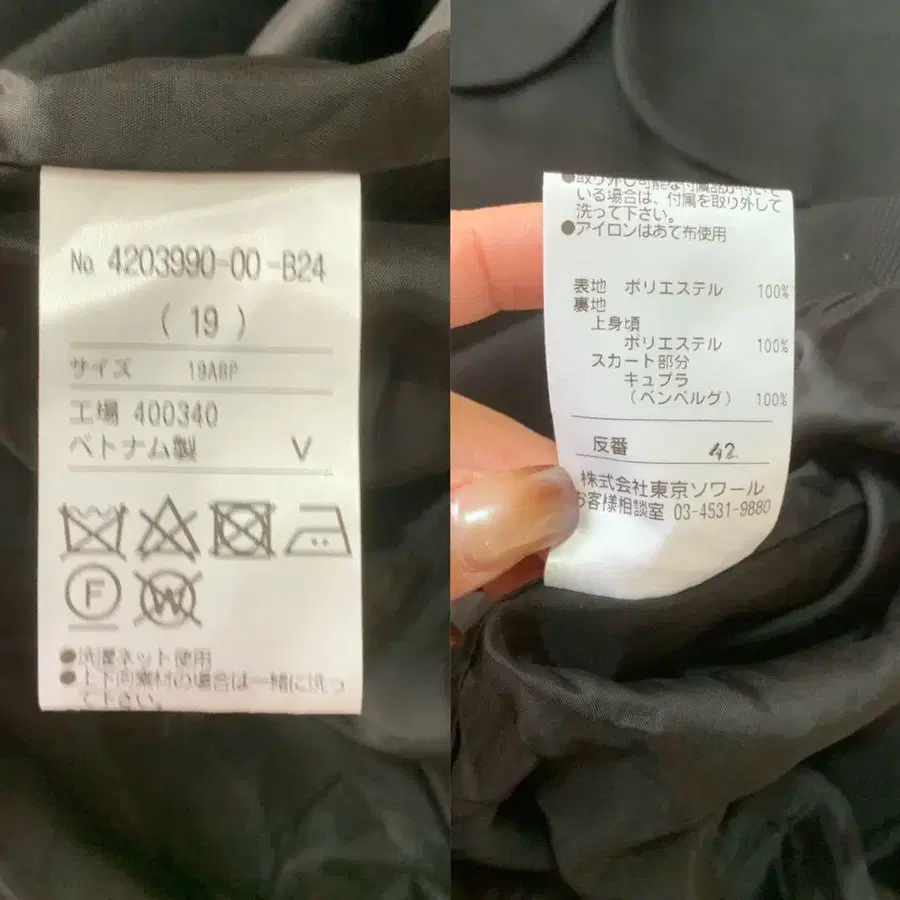 No. 4203990-00-B24
( 19 )
サイズ 19ABP
工場 400340
ベトナム製 V
F
W
●洗濯ネット使用
●上下同素材の場合は一緒に洗っ
て下さい。
●取り外し可能な付属品が付いて
いる場合は、付属を取り外して
洗って下さい。
●アイロンはあて布使用
表地 ポリエステル 100%
裏地
上身頃
ポリエステル 100%
スカート部分
キュプラ
(ベンベルグ) 100%
反番 42
株式会社東京ソワール
お客様相談室 03-4531-9880